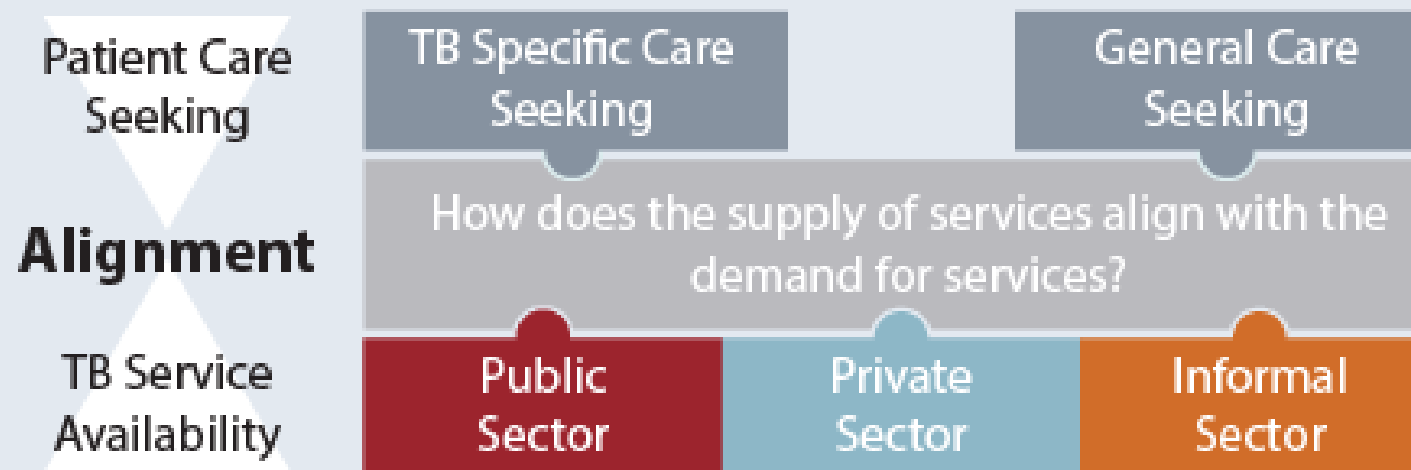 Patient Care
Seeking
TB Specific Care
Seeking
General Care
Seeking
Alignment
How does the supply of services align with the
demand for services?
TB Service
Availability
Public
Sector
Private
Sector
Informal
Sector